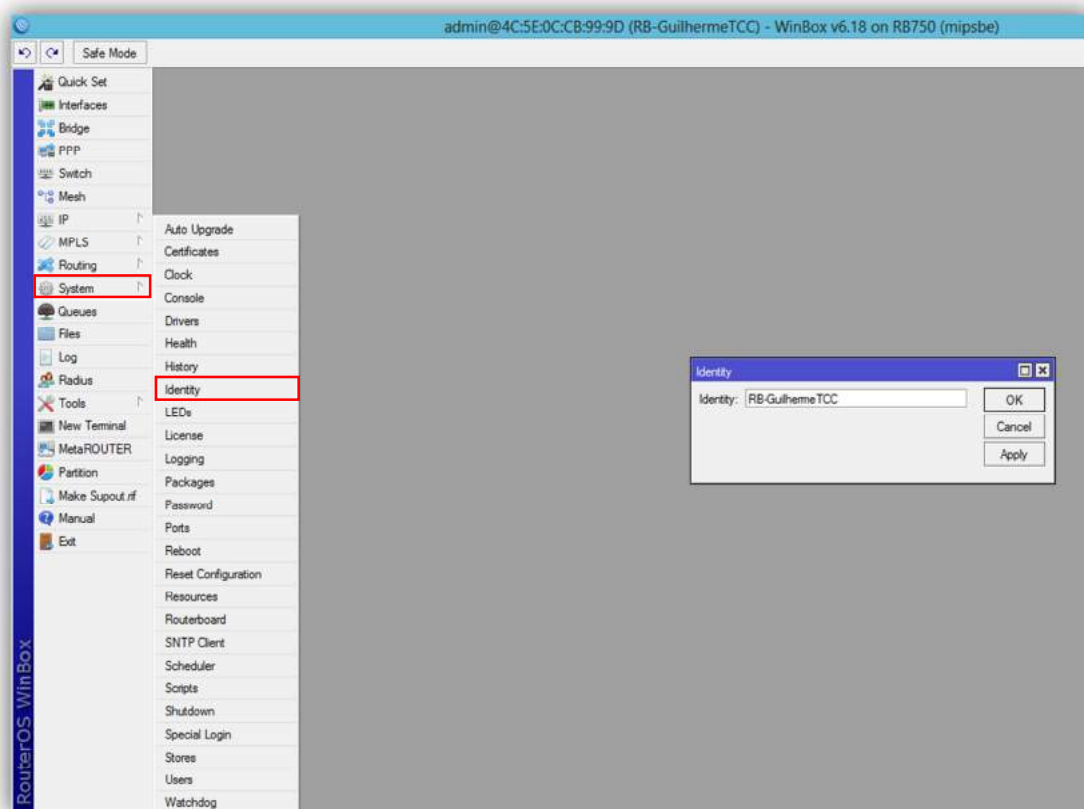 admin@4C:5E:0C:CB:99:9D (RB-GuilhermeTCC) - WinBox v6.18 on RB750 (mipsbe)
Safe Mode
Quick Set
Interfaces
Bridge
PPP
Switch
Mesh
IP
MPLS
Routing
System
Queues
Files
Log
Radius
Tools
New Terminal
MetaROUTER
Partition
Make Supout.rif
Manual
Exit
RouterOS WinBox
Auto Upgrade
Certificates
Clock
Console
Drivers
Health
History
Identity
LEDs
License
Logging
Packages
Password
Ports
Reboot
Reset Configuration
Resources
Routerboard
SNTP Client
Scheduler
Scripts
Shutdown
Special Login
Stores
Users
Watchdog
Identity
Identity: RB-GuilhermeTCC
OK
Cancel
Apply